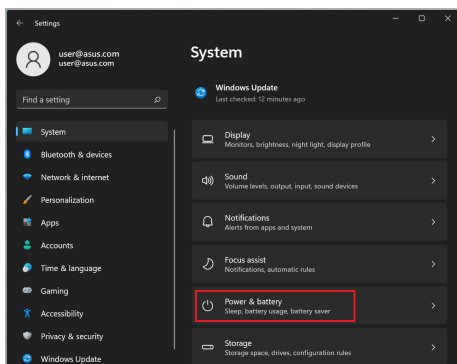 Settings
user@asus.com
user@asus.com
Find a setting
System
Bluetooth & devices
Network & internet
Personalization
Apps
Accounts
Time & language
Gaming
Accessibility
Privacy & security
Windows Update
System
Windows Update
Last checked: 12 minutes ago
Display
Monitors, brightness, night light, display profile
Sound
Volume levels, output, input, sound devices
Notifications
Alerts from apps and system
Focus assist
Notifications, automatic rules
Power & battery
Sleep, battery usage, battery saver
Storage
Storage space, drives, configuration rules